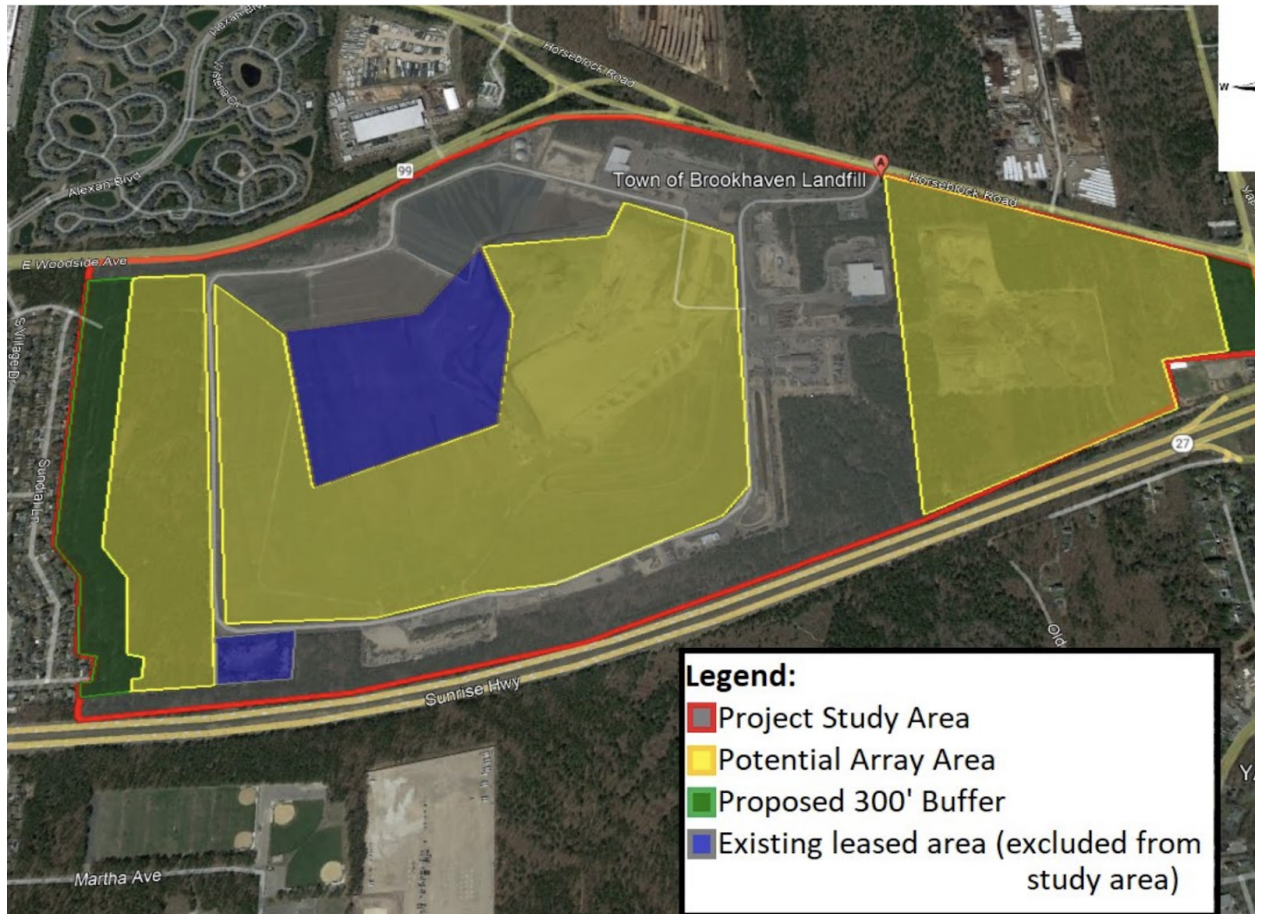 Horseblock Road
W
99
Alexan Blvd
Town of Brookhaven Landfill
A
Horseblock Road
E Woodside Ave
S Village Dr
Sundial Ln
27
Old
Sunrise Hwy
Martha Ave
Legend:
Project Study Area
Potential Array Area
Proposed 300' Buffer
Existing leased area (excluded from
study area)